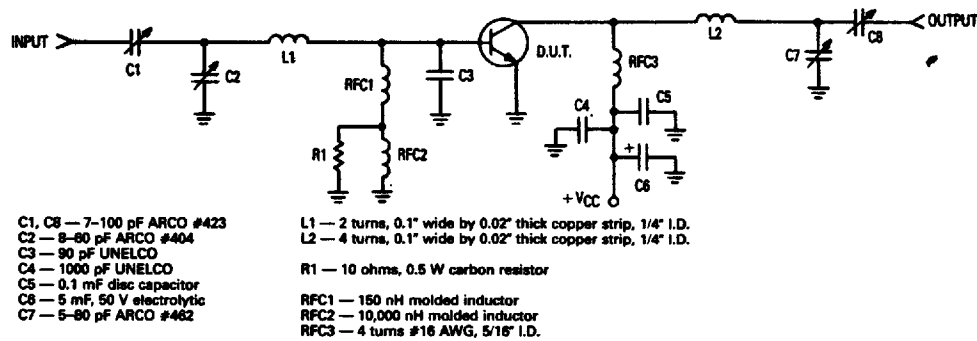 INPUT
C1
C2
L1
RFC1
R1
RFC2
C3
D.U.T.
RFC3
C4
C5
+
C6
+ VCC
L2
C7
C8
OUTPUT
C1, C8 — 7–100 pF ARCO #423
C2 — 8–60 pF ARCO #404
C3 — 90 pF UNELCO
C4 — 1000 pF UNELCO
C5 — 0.1 mF disc capacitor
C6 — 5 mF, 50 V electrolytic
C7 — 5–80 pF ARCO #462
L1 — 2 turns, 0.1" wide by 0.02" thick copper strip, 1/4" I.D.
L2 — 4 turns, 0.1" wide by 0.02" thick copper strip, 1/4" I.D.
R1 — 10 ohms, 0.5 W carbon resistor
RFC1 — 150 nH molded inductor
RFC2 — 10,000 nH molded inductor
RFC3 — 4 turns #16 AWG, 5/16" I.D.